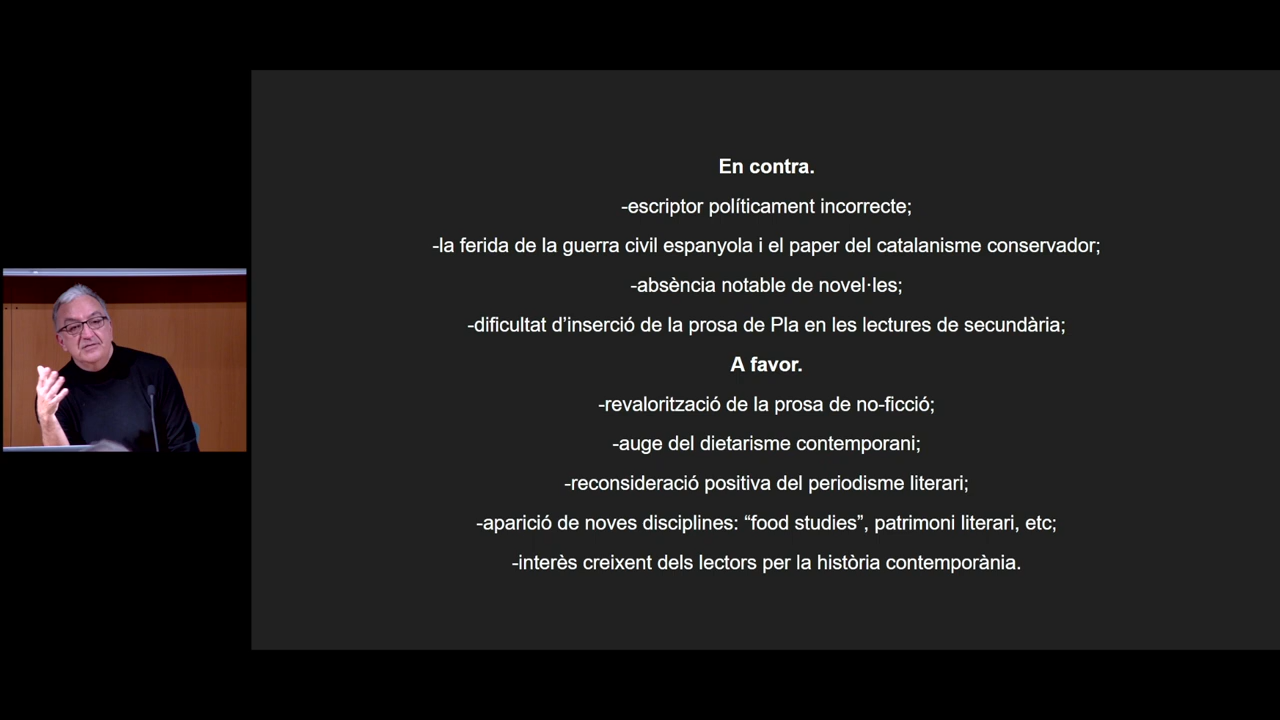 En contra.
-escriptor políticament incorrecte;
-la ferida de la guerra civil espanyola i el paper del catalanisme conservador;
-absència notable de novel·les;
-dificultat d’inserció de la prosa de Pla en les lectures de secundària;
A favor.
-revalorització de la prosa de no-ficció;
-auge del dietarisme contemporani;
-reconsideració positiva del periodisme literari;
-aparició de noves disciplines: “food studies”, patrimoni literari, etc;
-interès creixent dels lectors per la història contemporània.